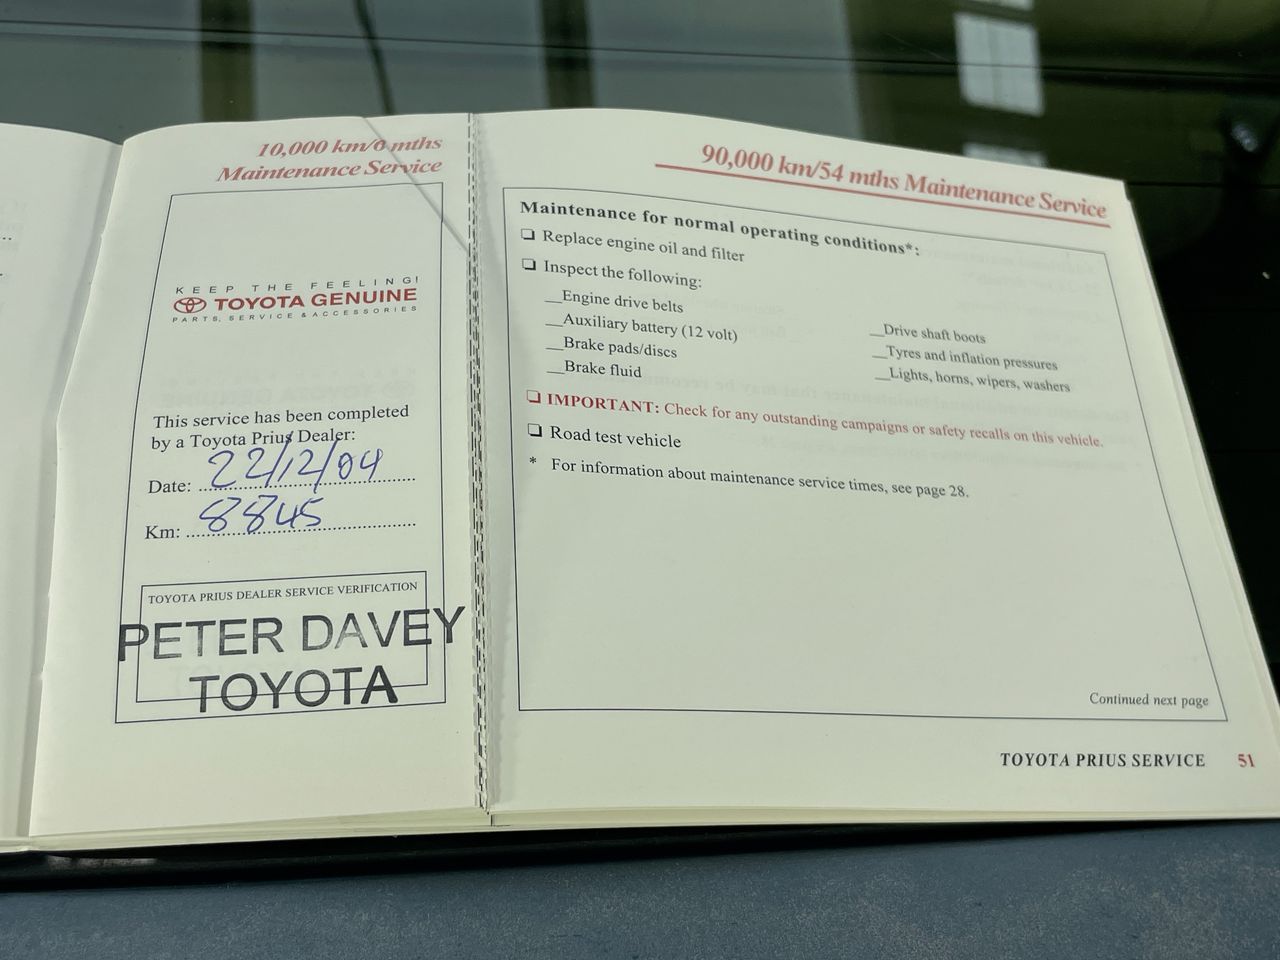 10,000 km/6 mths
Maintenance Service
KEEP THE FEELING!
TOYOTA GENUINE
PARTS, SERVICE & ACCESSORIES
This service has been completed
by a Toyota Prius Dealer:
Date: 22/12/04
Km: 8845
TOYOTA PRIUS DEALER SERVICE VERIFICATION
PETER DAVEY
TOYOTA
90,000 km/54 mths Maintenance Service
Maintenance for normal operating conditions*:
❑ Replace engine oil and filter
❑ Inspect the following:
__Engine drive belts
__Auxiliary battery (12 volt)
__Brake pads/discs
__Brake fluid
__Drive shaft boots
__Tyres and inflation pressures
__Lights, horns, wipers, washers
❑ IMPORTANT: Check for any outstanding campaigns or safety recalls on this vehicle.
❑ Road test vehicle
* For information about maintenance service times, see page 28.
Continued next page
TOYOTA PRIUS SERVICE 51